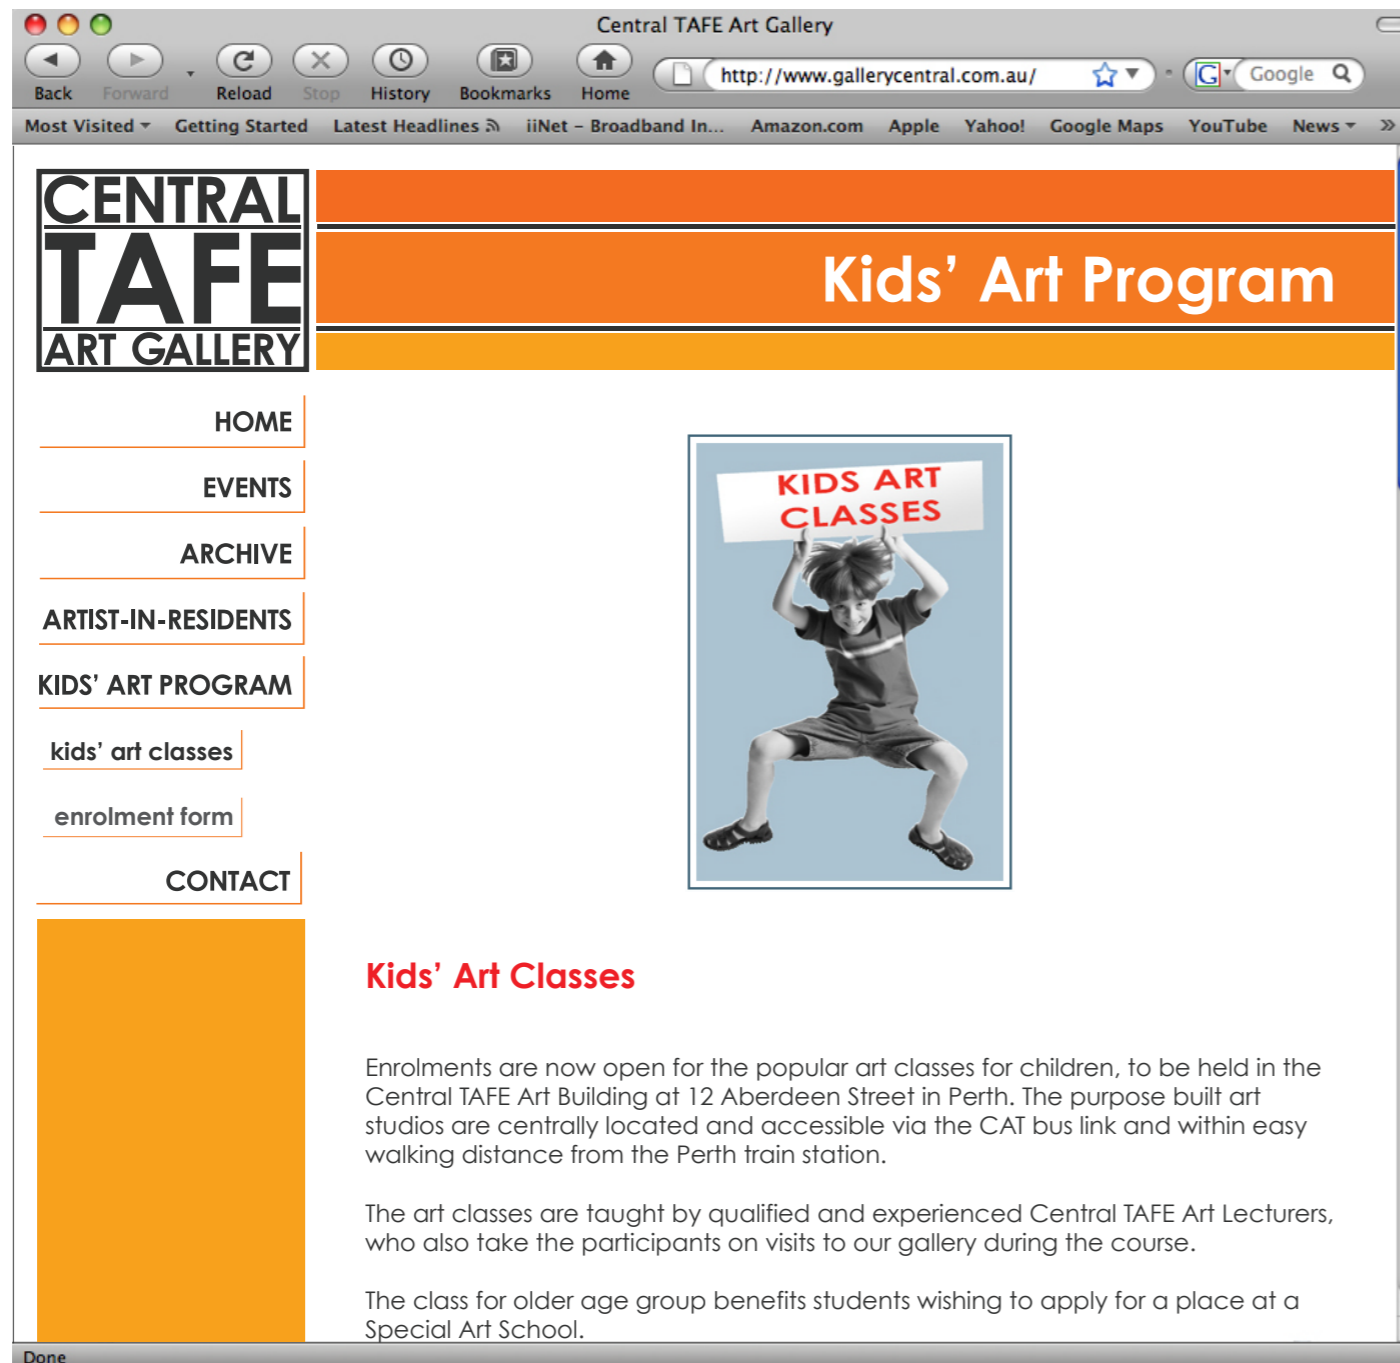 Central TAFE Art Gallery
Back Forward Reload Stop History Bookmarks Home http://www.gallerycentral.com.au/ G Google
Most Visited Getting Started Latest Headlines iiNet – Broadband In... Amazon.com Apple Yahoo! Google Maps YouTube News »
CENTRAL
TAFE
ART GALLERY
Kids’ Art Program
HOME
EVENTS
ARCHIVE
ARTIST-IN-RESIDENTS
KIDS’ ART PROGRAM
kids’ art classes
enrolment form
CONTACT
KIDS ART
CLASSES
Kids’ Art Classes
Enrolments are now open for the popular art classes for children, to be held in the
Central TAFE Art Building at 12 Aberdeen Street in Perth. The purpose built art
studios are centrally located and accessible via the CAT bus link and within easy
walking distance from the Perth train station.
The art classes are taught by qualified and experienced Central TAFE Art Lecturers,
who also take the participants on visits to our gallery during the course.
The class for older age group benefits students wishing to apply for a place at a
Special Art School.
Done